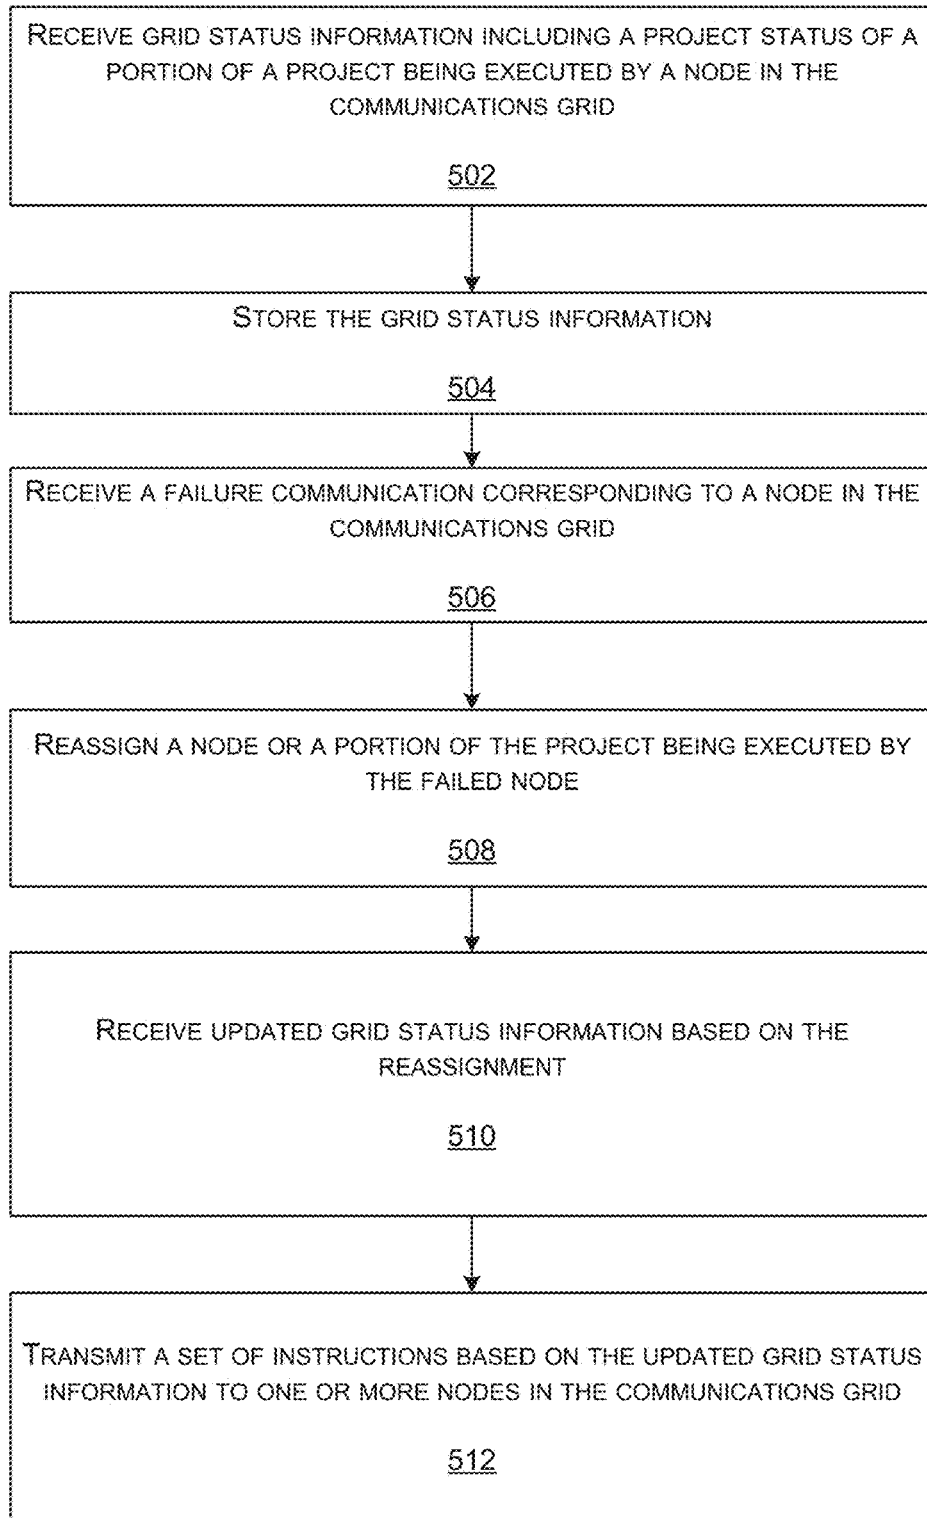 RECEIVE GRID STATUS INFORMATION INCLUDING A PROJECT STATUS OF A
PORTION OF A PROJECT BEING EXECUTED BY A NODE IN THE
COMMUNICATIONS GRID
502
STORE THE GRID STATUS INFORMATION
504
RECEIVE A FAILURE COMMUNICATION CORRESPONDING TO A NODE IN THE
COMMUNICATIONS GRID
506
REASSIGN A NODE OR A PORTION OF THE PROJECT BEING EXECUTED BY
THE FAILED NODE
508
RECEIVE UPDATED GRID STATUS INFORMATION BASED ON THE
REASSIGNMENT
510
TRANSMIT A SET OF INSTRUCTIONS BASED ON THE UPDATED GRID STATUS
INFORMATION TO ONE OR MORE NODES IN THE COMMUNICATIONS GRID
512